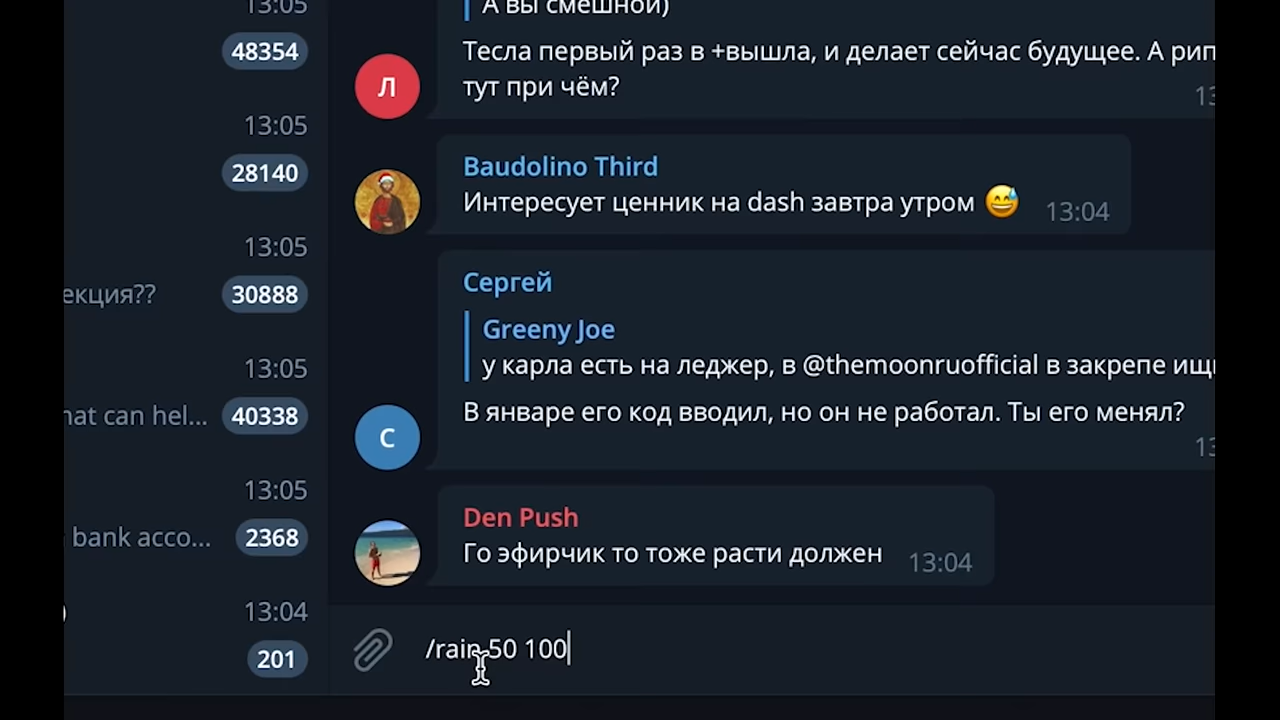 13:05
48354
13:05
28140
13:05
екция??
30888
13:05
hat can hel...
40338
13:05
bank acco...
2368
13:04
201
А вы смешной)
Тесла первый раз в +вышла, и делает сейчас будущее. А рип
тут при чём?
13
Л
Baudolino Third
Интересует ценник на dash завтра утром 😅
13:04
Сергей
Greeny Joe
у карла есть на леджер, в @themoonruofficial в закрепе ищ
В январе его код вводил, но он не работал. Ты его менял?
13
С
Den Push
Го эфирчик то тоже расти должен
13:04
/rain 50 100